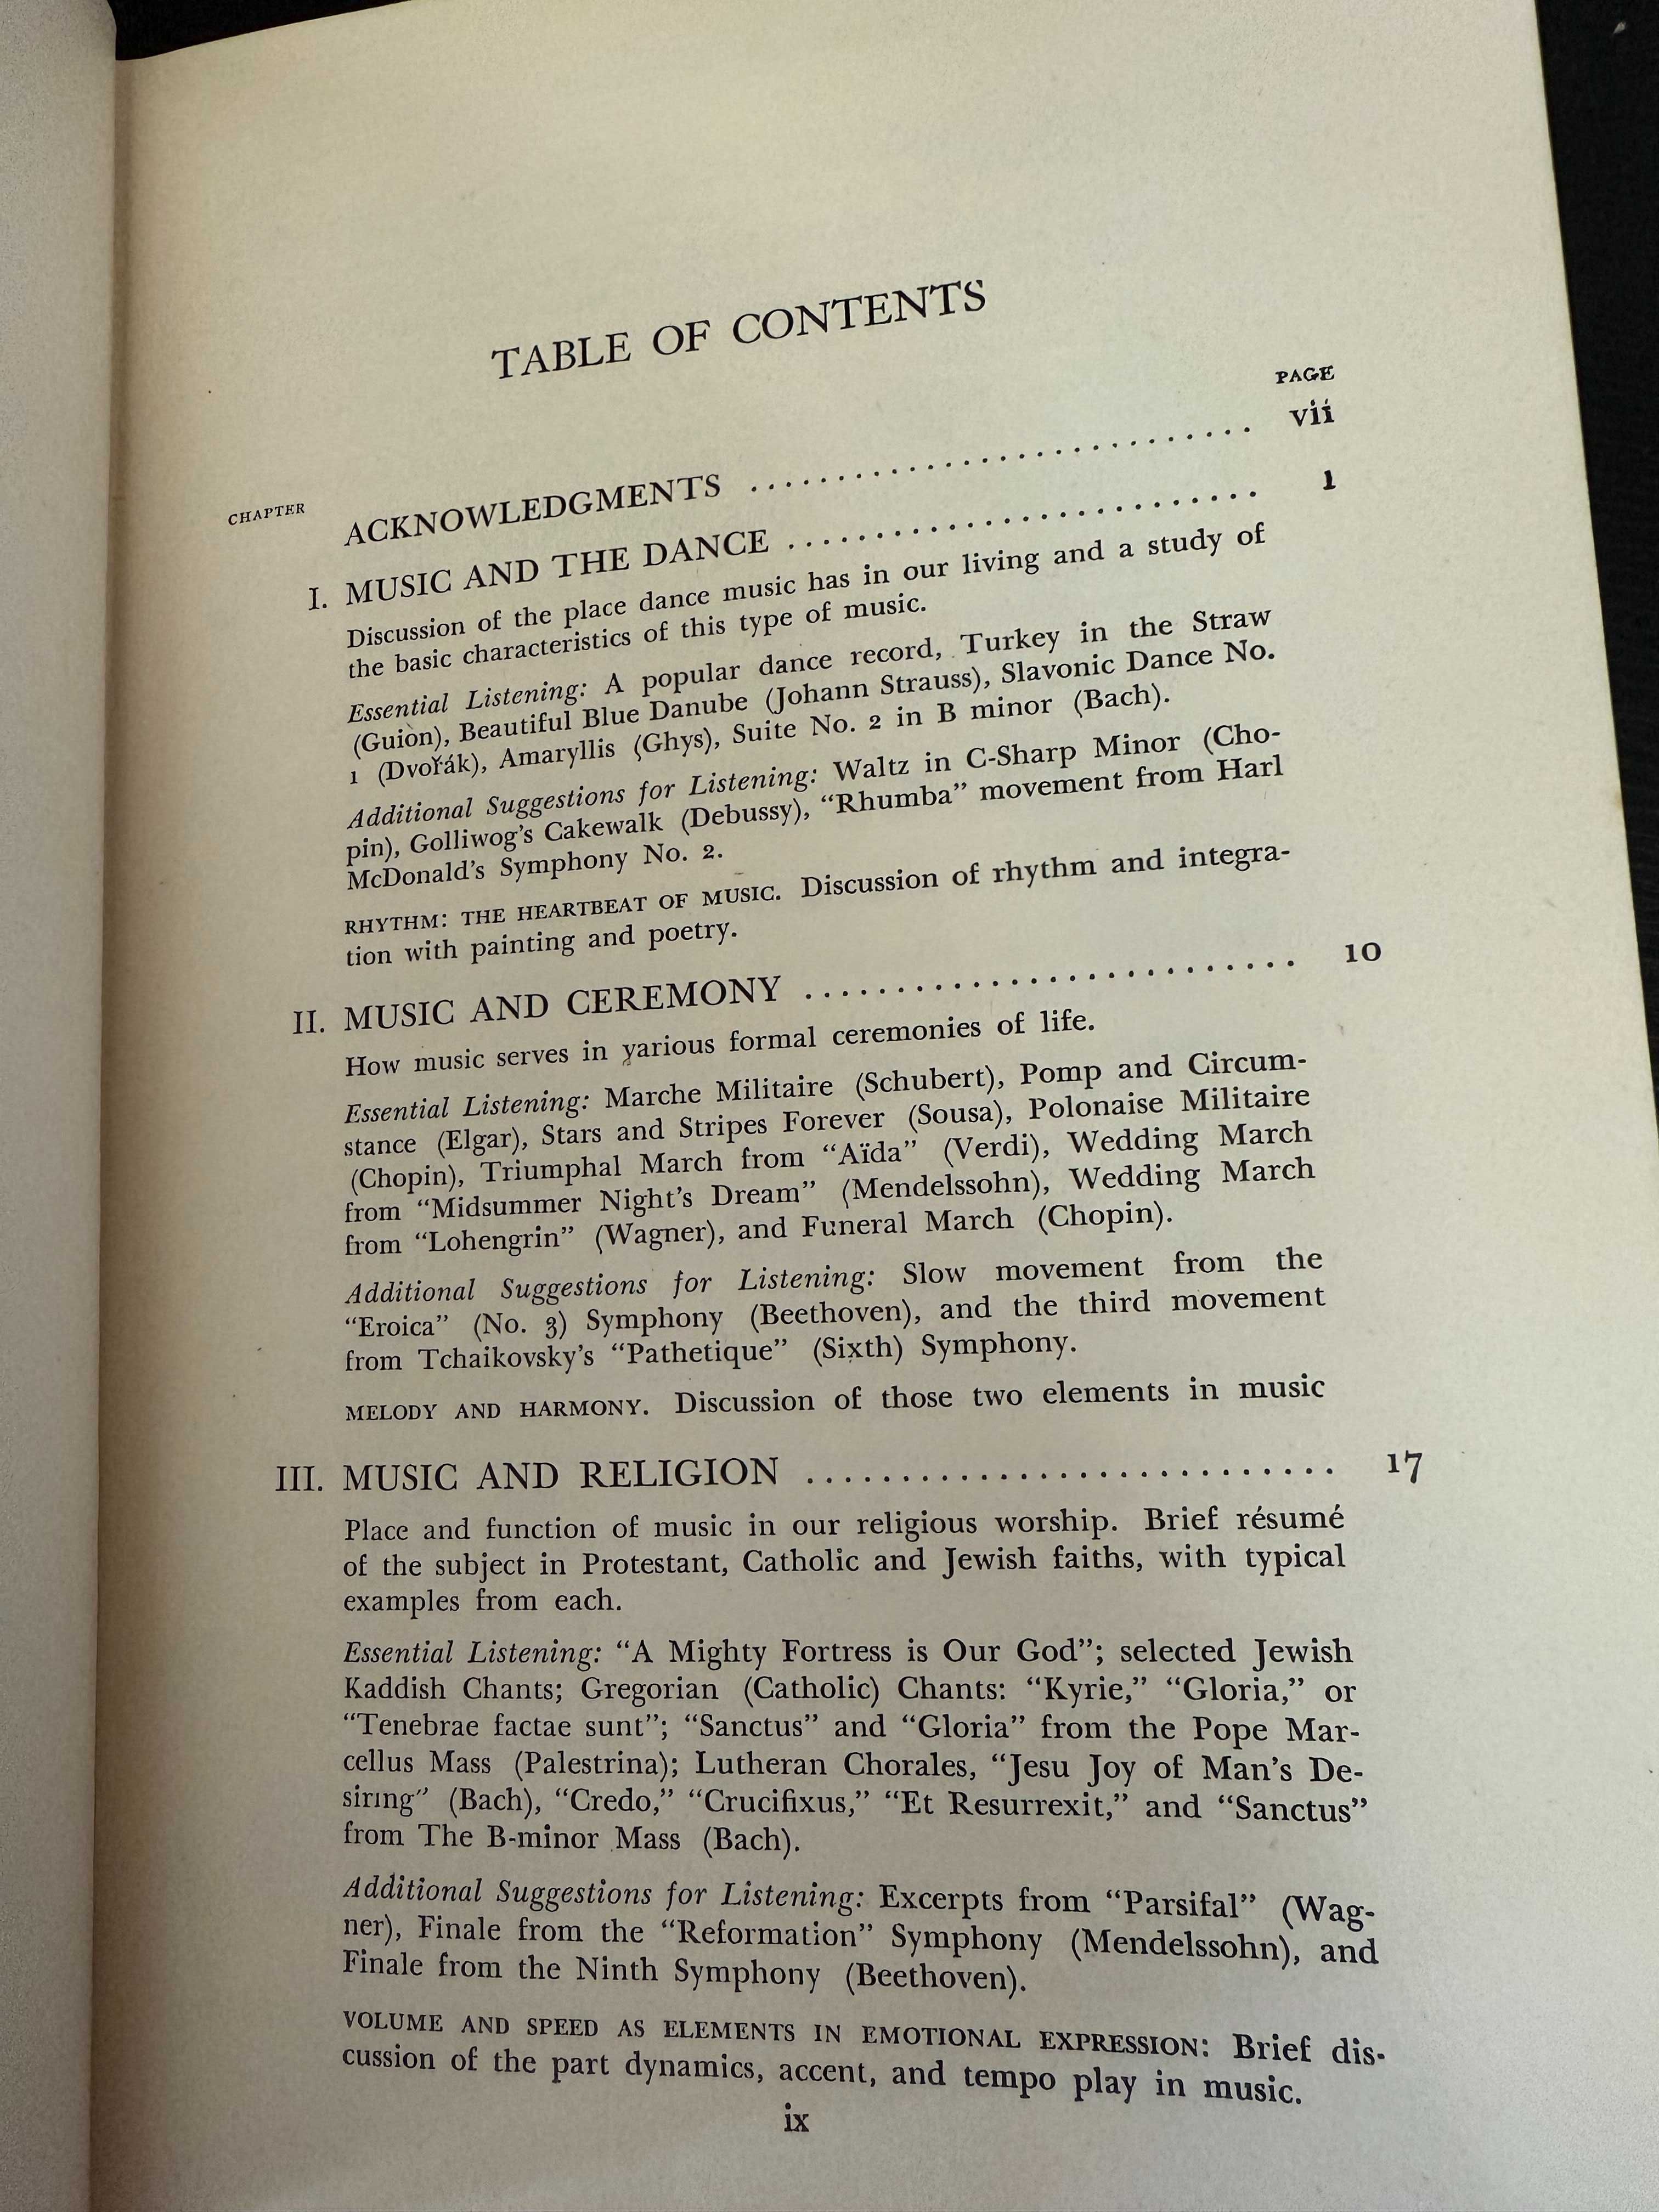 TABLE OF CONTENTS
PAGE
CHAPTER
ACKNOWLEDGMENTS .......................... vii
I. MUSIC AND THE DANCE ........................ 1
Discussion of the place dance music has in our living and a study of
the basic characteristics of this type of music.
Essential Listening: A popular dance record, Turkey in the Straw
(Guion), Beautiful Blue Danube (Johann Strauss), Slavonic Dance No.
1 (Dvořák), Amaryllis (Ghys), Suite No. 2 in B minor (Bach).
Additional Suggestions for Listening: Waltz in C-Sharp Minor (Cho-
pin), Golliwog's Cakewalk (Debussy), “Rhumba” movement from Harl
McDonald's Symphony No. 2.
RHYTHM: THE HEARTBEAT OF MUSIC. Discussion of rhythm and integra-
tion with painting and poetry.
II. MUSIC AND CEREMONY .......................... 10
How music serves in various formal ceremonies of life.
Essential Listening: Marche Militaire (Schubert), Pomp and Circum-
stance (Elgar), Stars and Stripes Forever (Sousa), Polonaise Militaire
(Chopin), Triumphal March from “Aïda” (Verdi), Wedding March
from “Midsummer Night's Dream” (Mendelssohn), Wedding March
from “Lohengrin” (Wagner), and Funeral March (Chopin).
Additional Suggestions for Listening: Slow movement from the
“Eroica” (No. 3) Symphony (Beethoven), and the third movement
from Tchaikovsky's “Pathetique” (Sixth) Symphony.
MELODY AND HARMONY. Discussion of those two elements in music
III. MUSIC AND RELIGION ........................... 17
Place and function of music in our religious worship. Brief résumé
of the subject in Protestant, Catholic and Jewish faiths, with typical
examples from each.
Essential Listening: “A Mighty Fortress is Our God”; selected Jewish
Kaddish Chants; Gregorian (Catholic) Chants: “Kyrie,” “Gloria,” or
“Tenebrae factae sunt”; “Sanctus” and “Gloria” from the Pope Mar-
cellus Mass (Palestrina); Lutheran Chorales, “Jesu Joy of Man's De-
siring” (Bach), “Credo,” “Crucifixus,” “Et Resurrexit,” and “Sanctus”
from The B-minor Mass (Bach).
Additional Suggestions for Listening: Excerpts from “Parsifal” (Wag-
ner), Finale from the “Reformation” Symphony (Mendelssohn), and
Finale from the Ninth Symphony (Beethoven).
VOLUME AND SPEED AS ELEMENTS IN EMOTIONAL EXPRESSION: Brief dis-
cussion of the part dynamics, accent, and tempo play in music.
ix